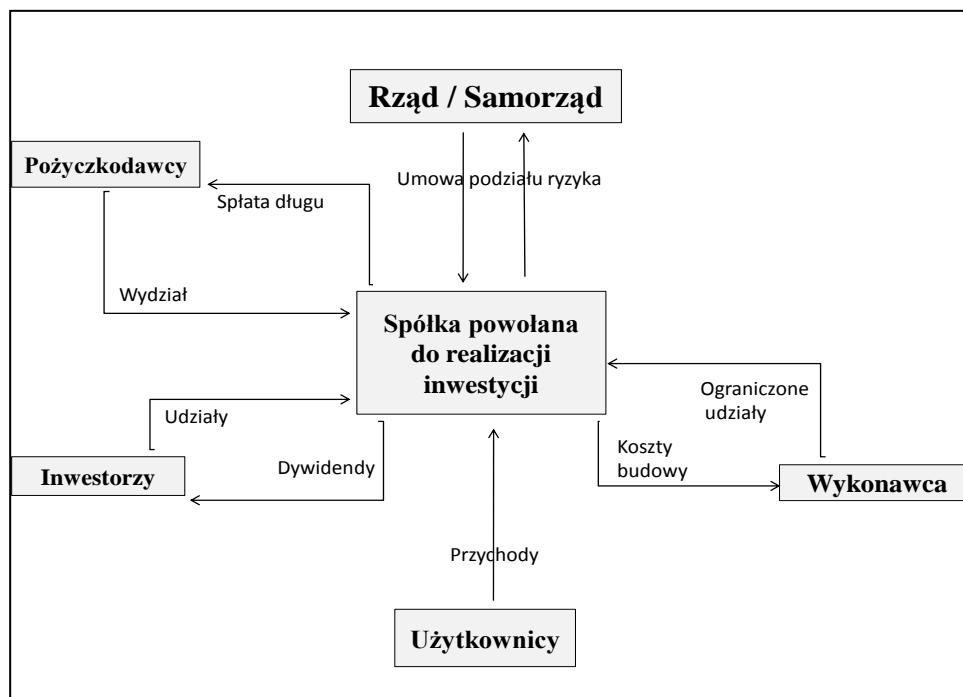 Rząd / Samorząd
Pożyczkodawcy
Umowa podziału ryzyka
Spłata długu
Wydział
Spółka powołana
do realizacji
inwestycji
Ograniczone
udziały
Udziały
Koszty
budowy
Dywidendy
Inwestorzy
Wykonawca
Przychody
Użytkownicy